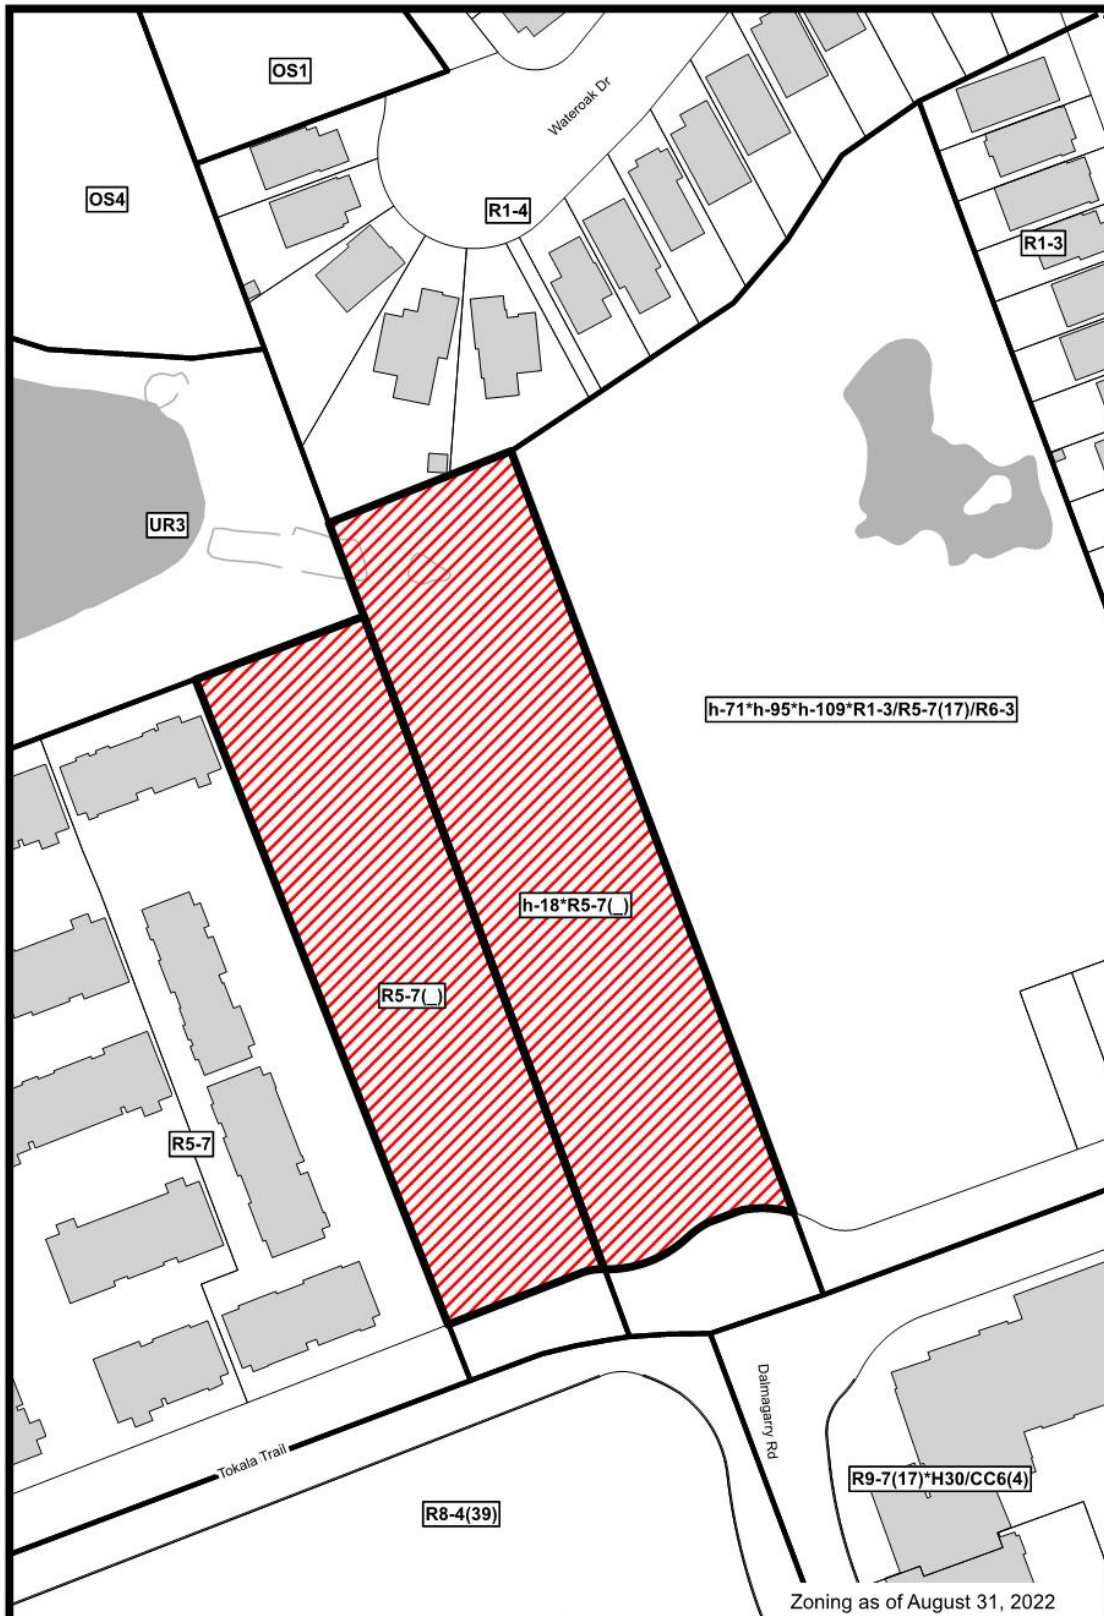 OS1
Wateroak Dr
OS4
R1-4
R1-3
UR3
h-71*h-95*h-109*R1-3/R5-7(17)/R6-3
h-18*R5-7(_)
R5-7(_)
R5-7
Dalmagarry Rd
Tokala Trail
R9-7(17)*H30/CC6(4)
R8-4(39)
Zoning as of August 31, 2022